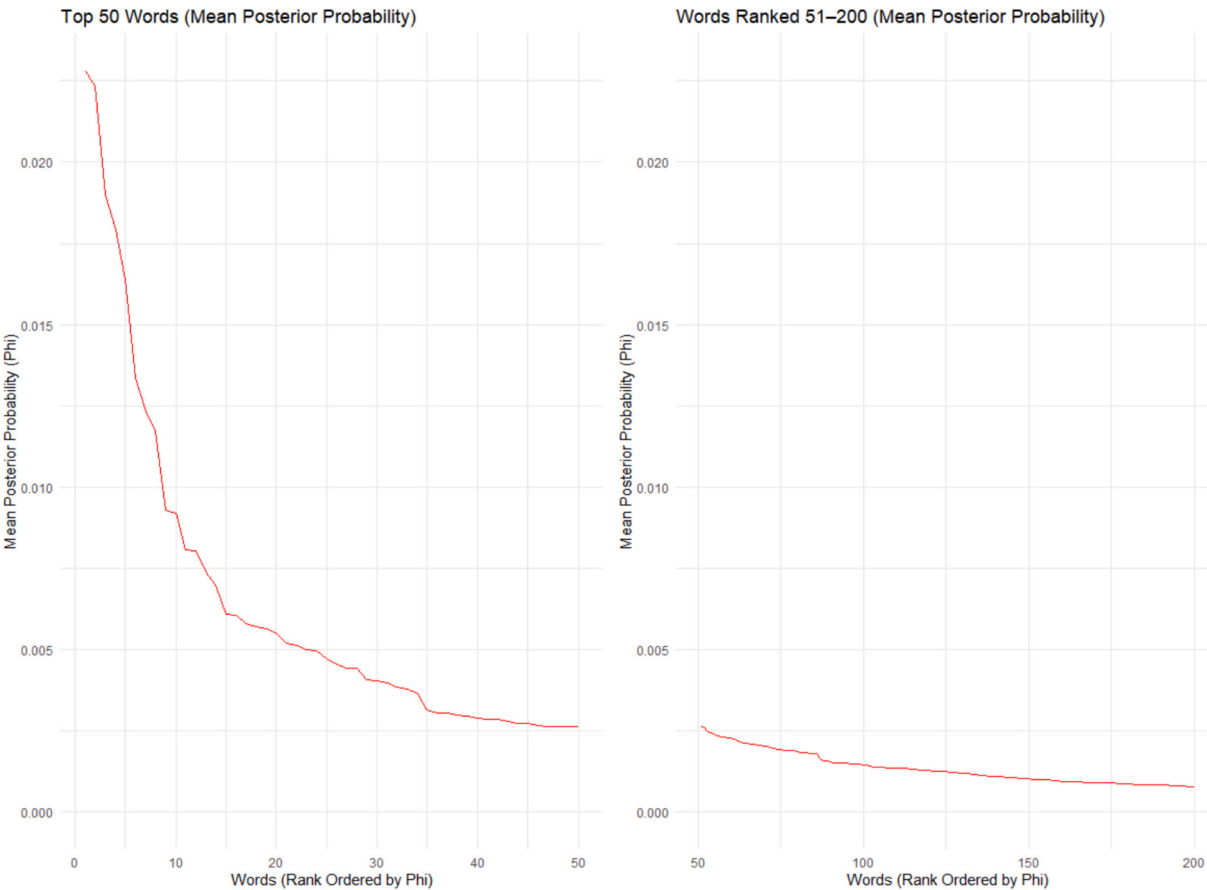 Top 50 Words (Mean Posterior Probability)
Mean Posterior Probability (Phi)
0.020
0.015
0.010
0.005
0.000
0 10 20 30 40 50
Words (Rank Ordered by Phi)
Words Ranked 51–200 (Mean Posterior Probability)
Mean Posterior Probability (Phi)
0.020
0.015
0.010
0.005
0.000
50 100 150 200
Words (Rank Ordered by Phi)